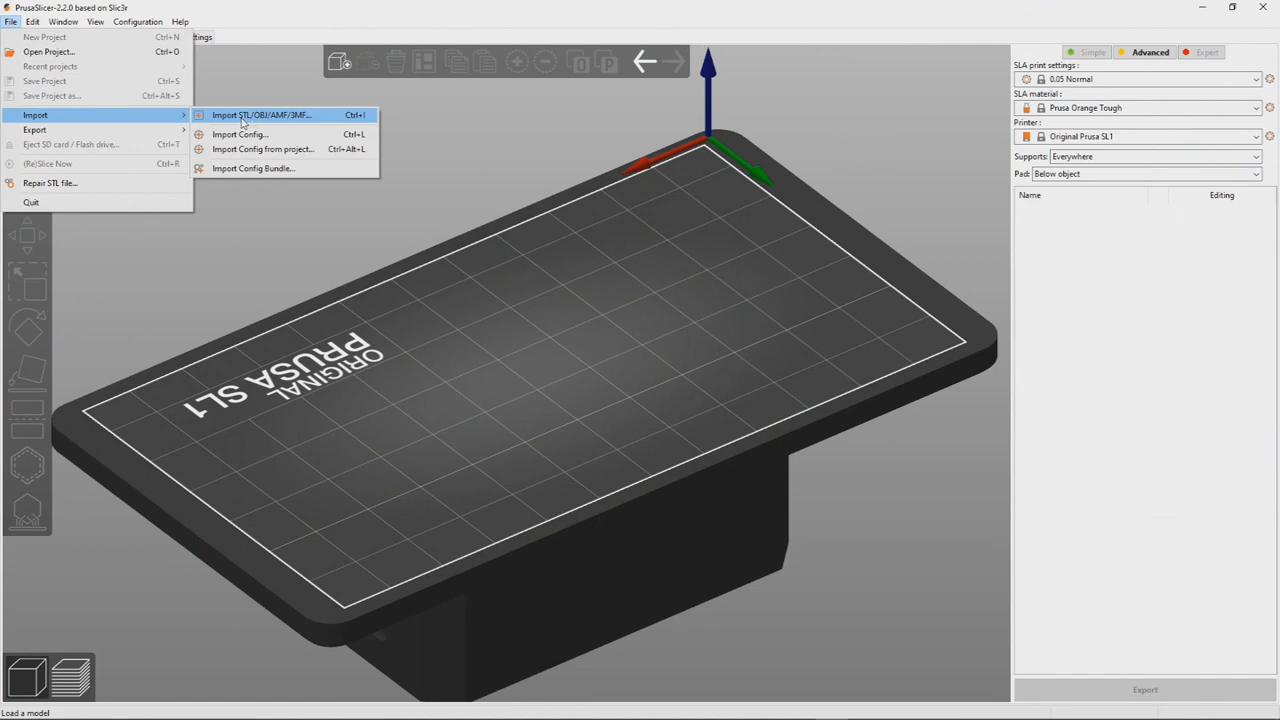 PrusaSlicer-2.2.0 based on Slic3r
File Edit Window View Configuration Help
ttings
New Project Ctrl+N
Open Project... Ctrl+O
Recent projects
Save Project Ctrl+S
Save Project as... Ctrl+Alt+S
Import
Export
Eject SD card / Flash drive... Ctrl+T
(Re)Slice Now Ctrl+R
Repair STL file...
Quit
Import STL/OBJ/AMF/3MF... Ctrl+I
Import Config... Ctrl+L
Import Config from project... Ctrl+Alt+L
Import Config Bundle...
O P
Simple Advanced Expert
SLA print settings :
0.05 Normal
SLA material :
Prusa Orange Tough
Printer :
Original Prusa SL1
Supports: Everywhere
Pad: Below object
Name Editing
ORIGINAL
PRUSA SL1
Export
Load a model